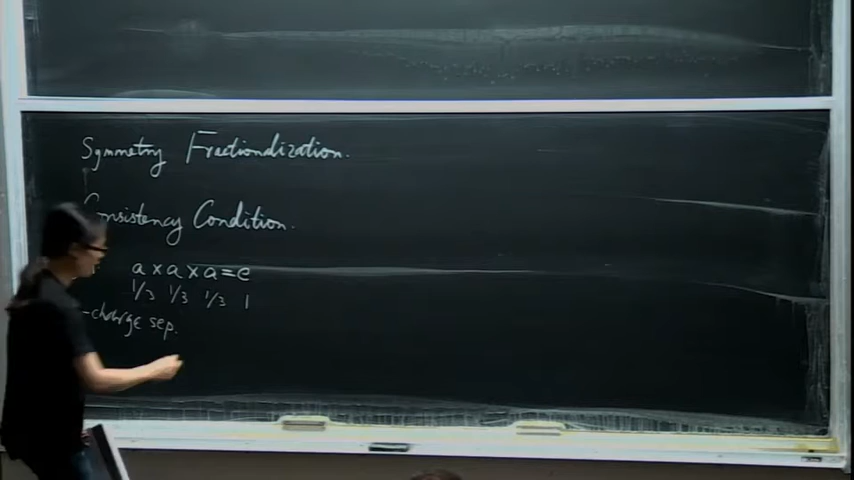 Symmetry Fractionalization.
Consistency Condition.
a×a×a=e
1/3 1/3 1/3 1
-charge sep.